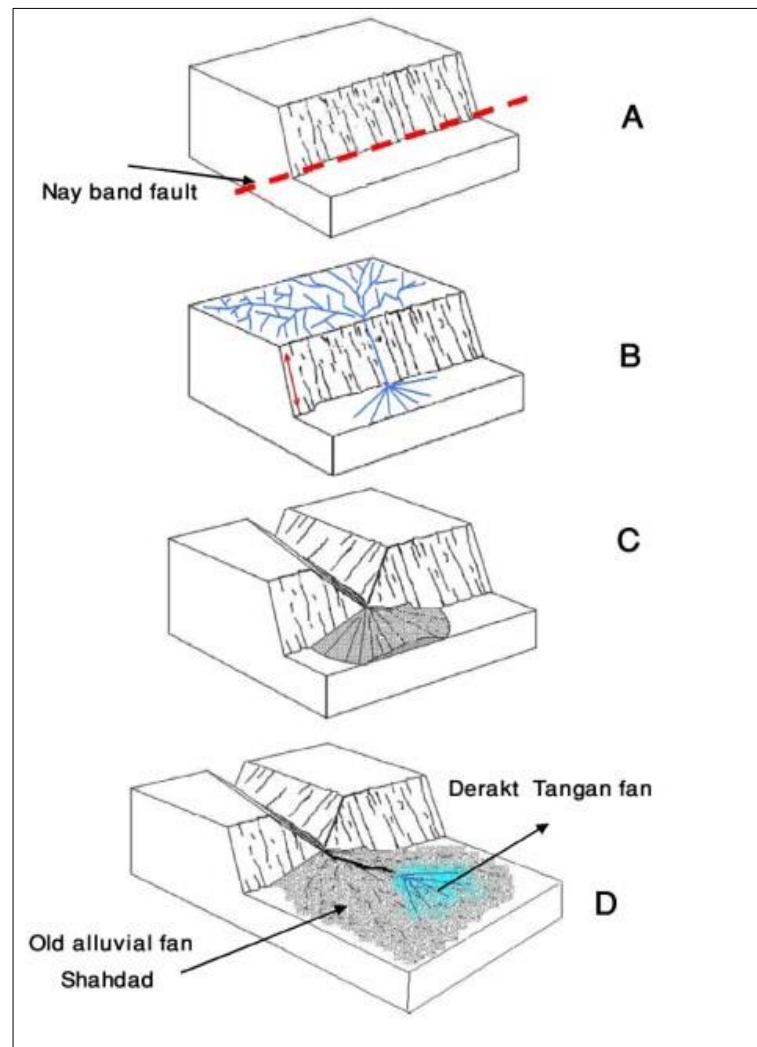 A
Nay band fault
B
C
Derakt Tangan fan
D
Old alluvial fan
Shahdad